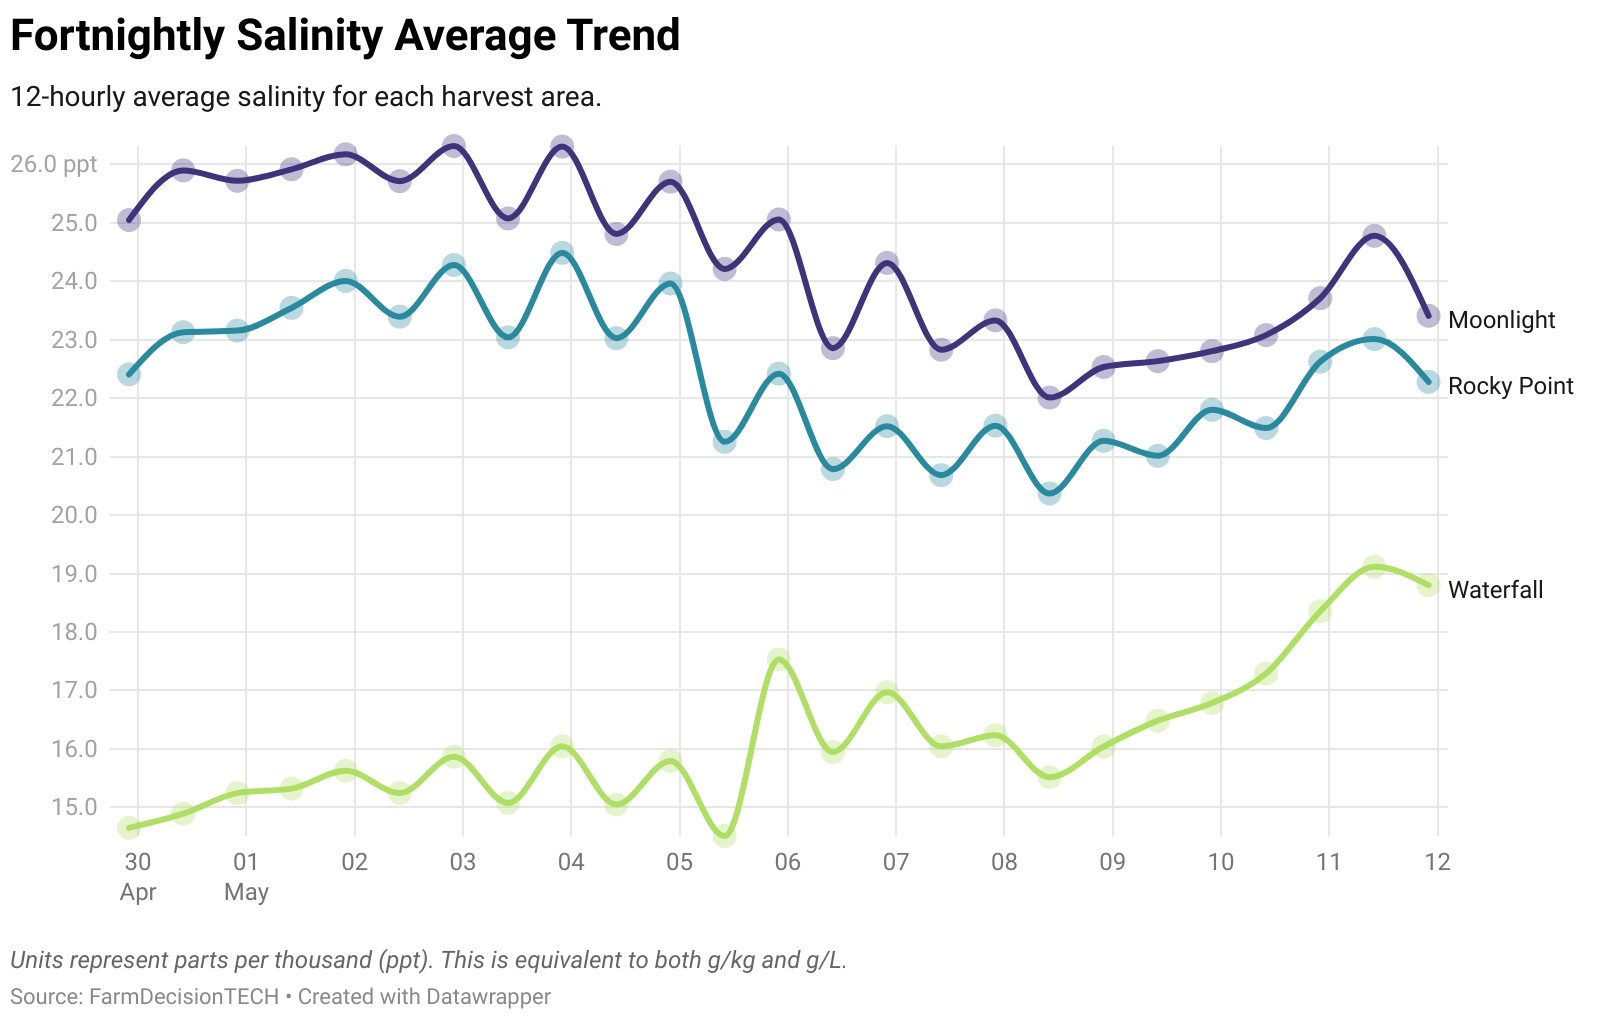 Fortnightly Salinity Average Trend
12-hourly average salinity for each harvest area.
26.0 ppt
25.0
24.0
23.0
22.0
21.0
20.0
19.0
18.0
17.0
16.0
15.0
Moonlight
Rocky Point
Waterfall
30 01 02 03 04 05 06 07 08 09 10 11 12
Apr May
Units represent parts per thousand (ppt). This is equivalent to both g/kg and g/L.
Source: FarmDecisionTECH • Created with Datawrapper